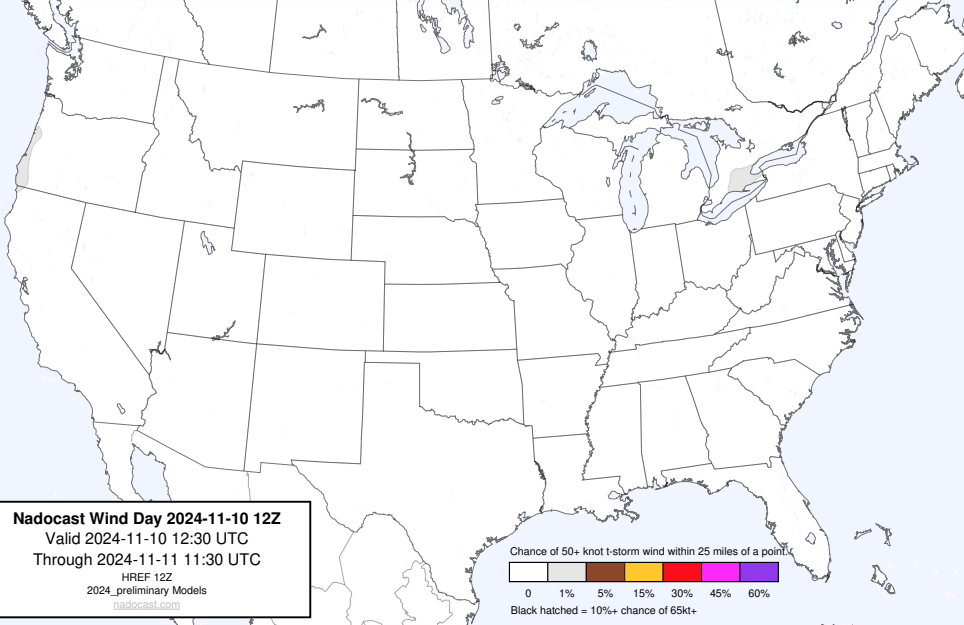 Nadocast Wind Day 2024-11-10 12Z
Valid 2024-11-10 12:30 UTC
Through 2024-11-11 11:30 UTC
HREF 12Z
2024_preliminary Models
nadocast.com
Chance of 50+ knot t-storm wind within 25 miles of a point.
0 1% 5% 15% 30% 45% 60%
Black hatched = 10%+ chance of 65kt+